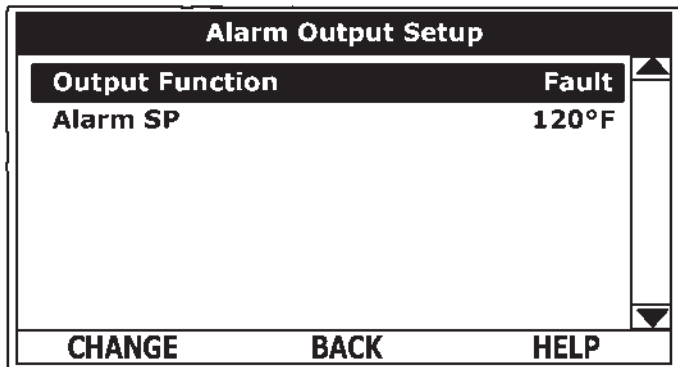 Alarm Output Setup
Output Function Fault
Alarm SP 120°F
CHANGE BACK HELP